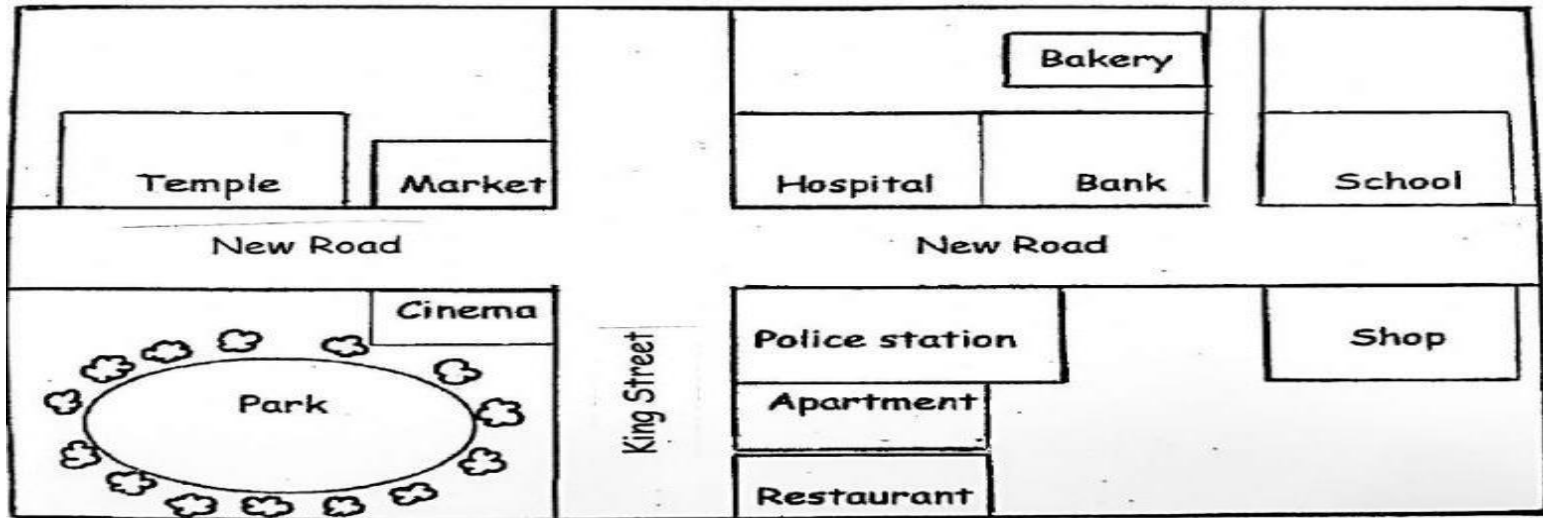 Bakery
Temple
Market
Hospital
Bank
School
New Road
New Road
Cinema
Police station
Shop
Park
King Street
Apartment
Restaurant